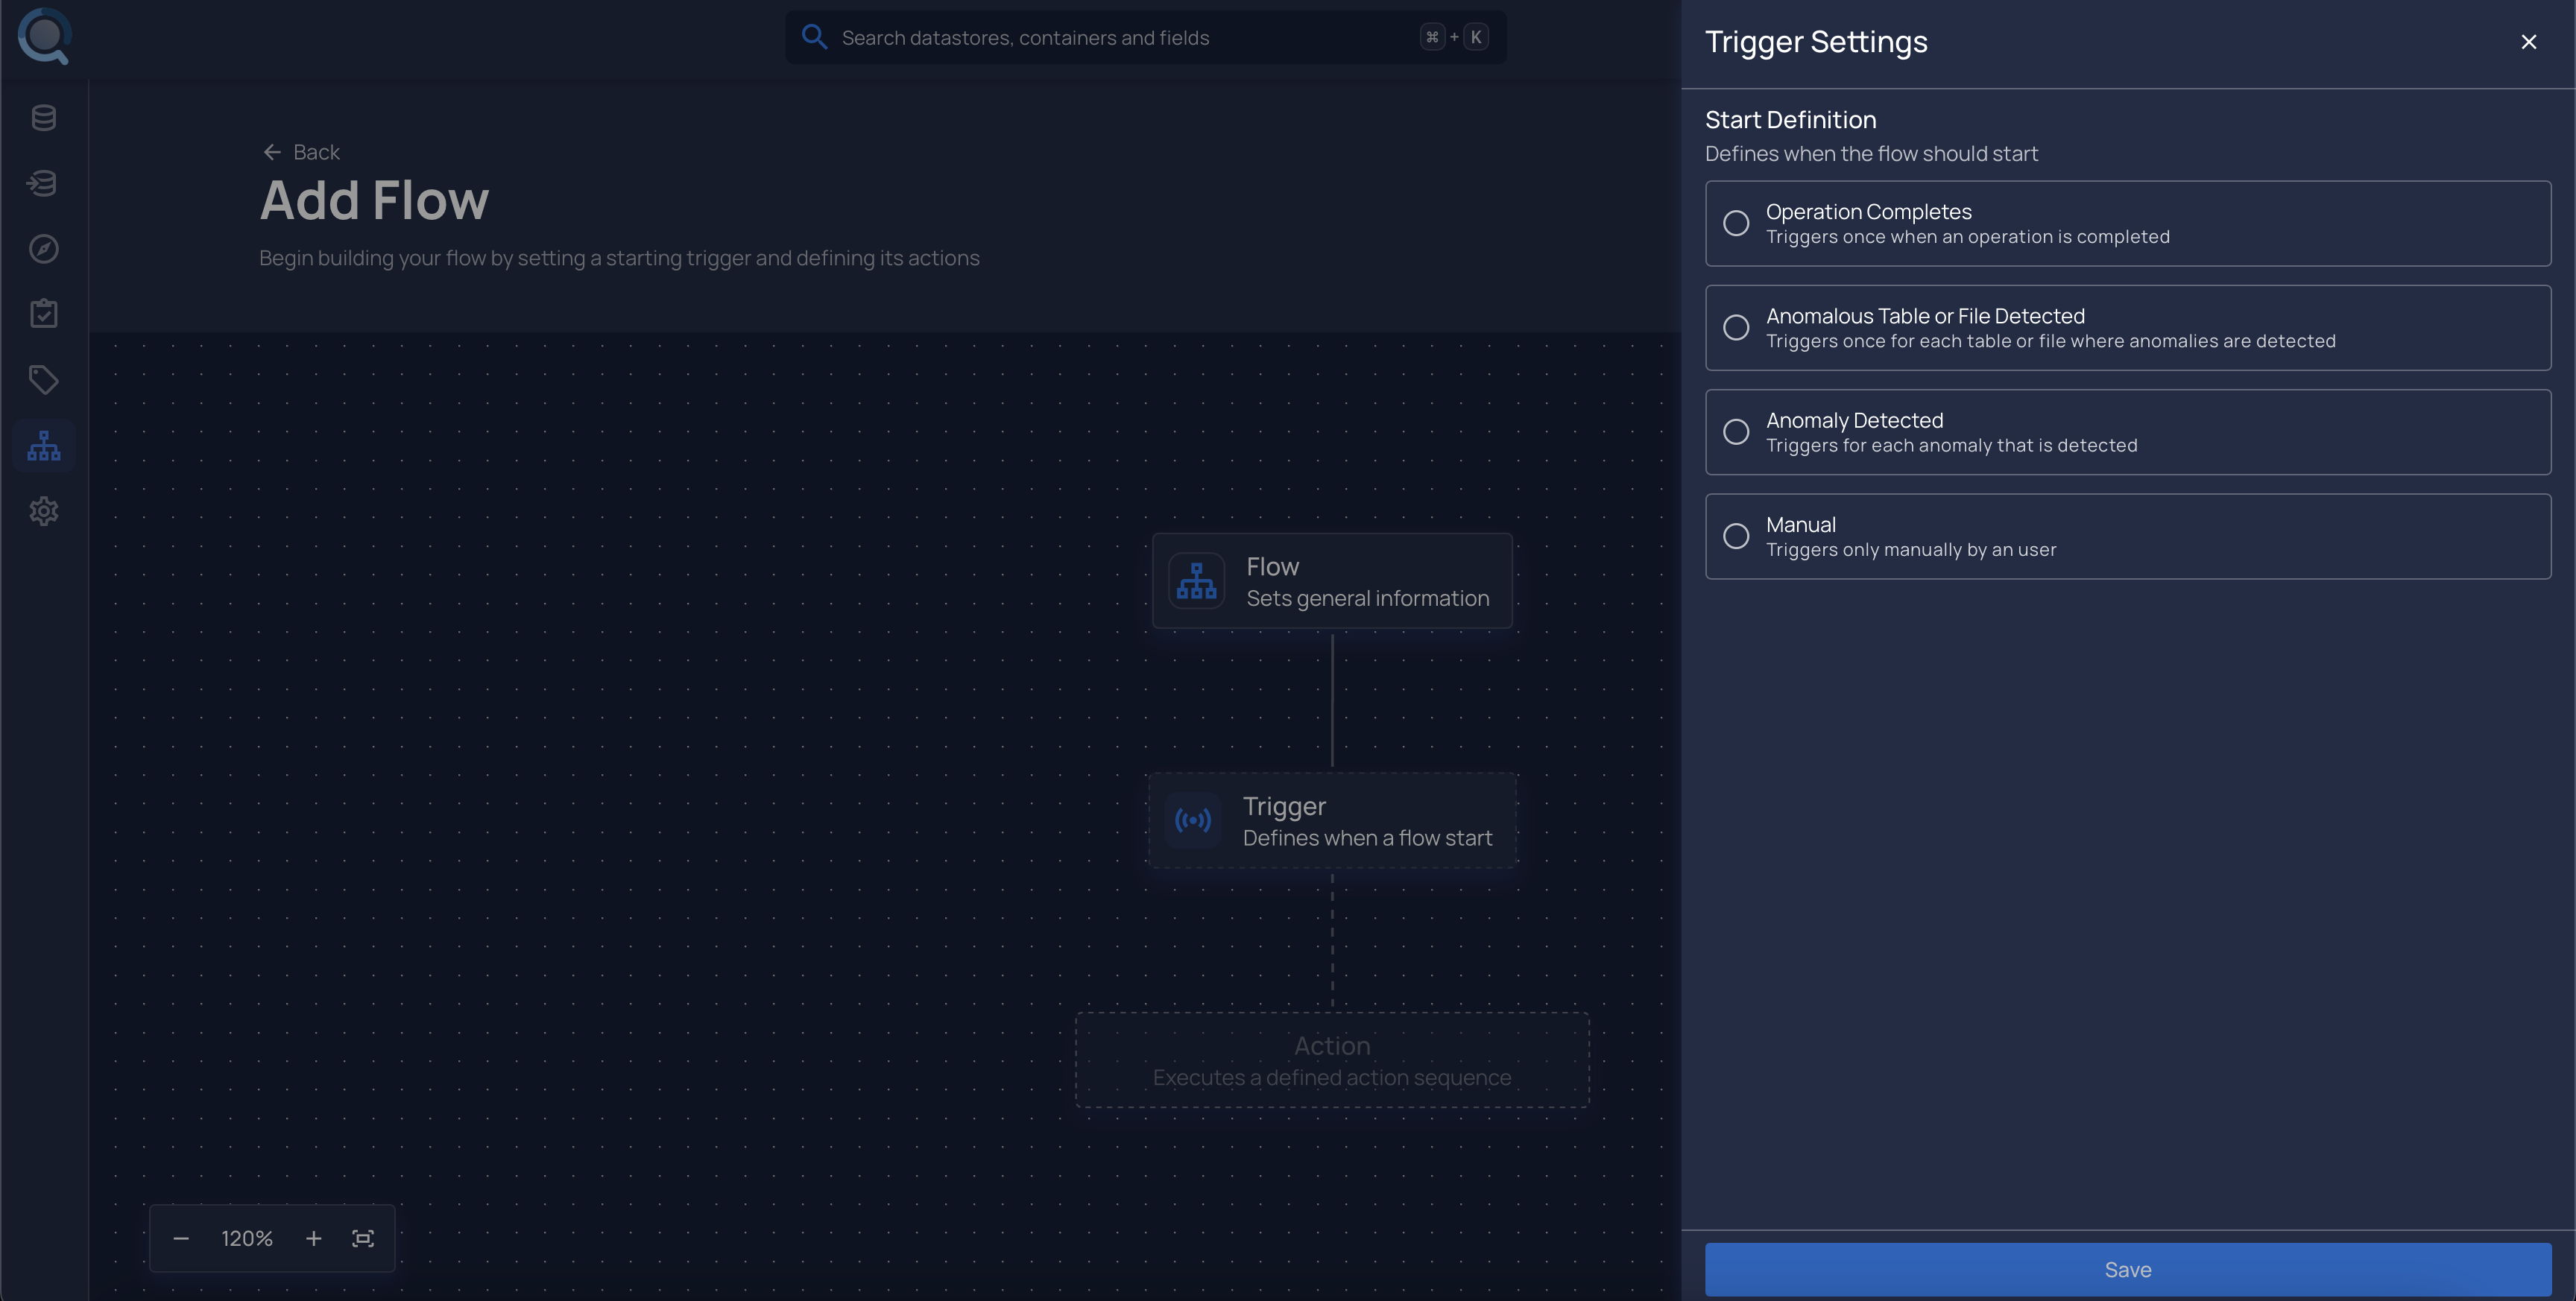 Search datastores, containers and fields
⌘ + K
Back
Add Flow
Begin building your flow by setting a starting trigger and defining its actions
Flow
Sets general information
Trigger
Defines when a flow start
Action
Executes a defined action sequence
120%
Trigger Settings
Start Definition
Defines when the flow should start
Operation Completes
Triggers once when an operation is completed
Anomalous Table or File Detected
Triggers once for each table or file where anomalies are detected
Anomaly Detected
Triggers for each anomaly that is detected
Manual
Triggers only manually by an user
Save